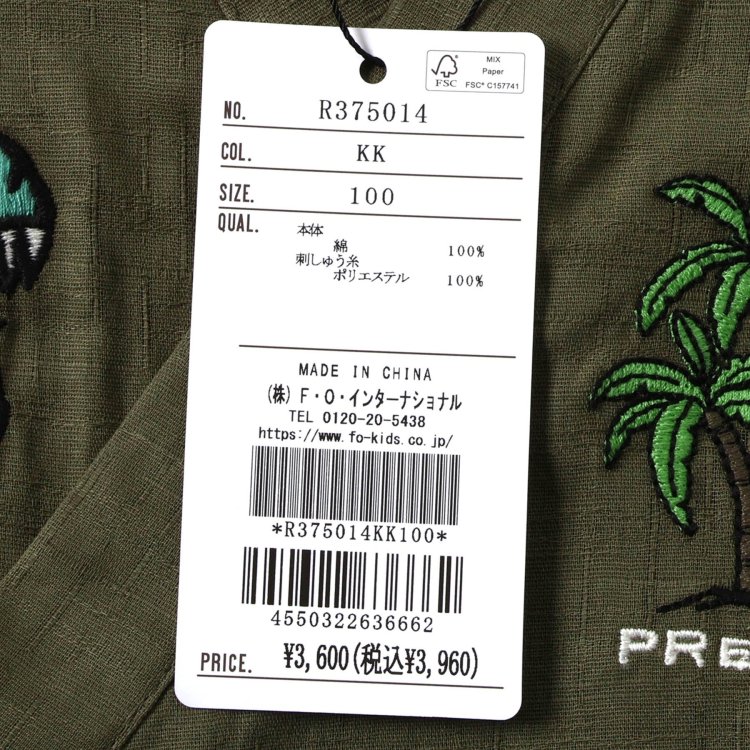 MIX
Paper
FSC
FSC® C157741
NO. R375014
COL. KK
SIZE. 100
QUAL. 本体
綿 100%
刺しゅう糸
ポリエステル 100%
MADE IN CHINA
(株) F・O・インターナショナル
TEL 0120-20-5438
https://www.fo-kids.co.jp/
*R375014KK100*
4550322636662
PRICE. ¥3,600(税込¥3,960)